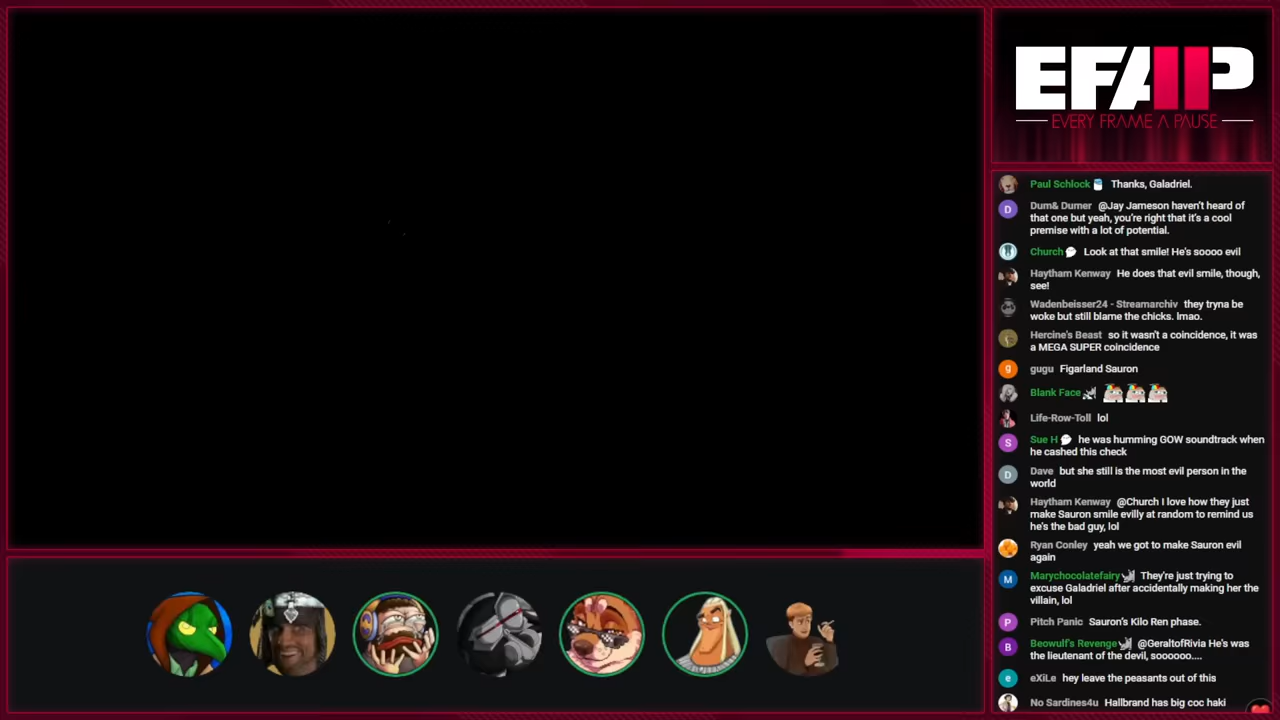 EFAP
EVERY FRAME A PAUSE
Paul Schlock Thanks, Galadriel.
D
Dum& Dumer @Jay Jameson haven't heard of
that one but yeah, you're right that it's a cool
premise with a lot of potential.
Church Look at that smile! He's soooo evil
Haytham Kenway He does that evil smile, though,
see!
Wadenbeisser24 - Streamarchiv they tryna be
woke but still blame the chicks. lmao.
Hercine's Beast so it wasn't a coincidence, it was
a MEGA SUPER coincidence
g
gugu Figarland Sauron
Blank Face
Life-Row-Toll lol
S
Sue H he was humming GOW soundtrack when
he cashed this check
D
Dave but she still is the most evil person in the
world
Haytham Kenway @Church I love how they just
make Sauron smile evilly at random to remind us
he's the bad guy, lol
Ryan Conley yeah we got to make Sauron evil
again
M
Marychocolatefairy They're just trying to
excuse Galadriel after accidentally making her the
villain, lol
P
Pitch Panic Sauron's Kilo Ren phase.
B
Beowulf's Revenge @GeraltofRivia He's was
the lieutenant of the devil, soooooo....
e
eXiLe hey leave the peasants out of this
No Sardines4u Hallbrand has big coc haki